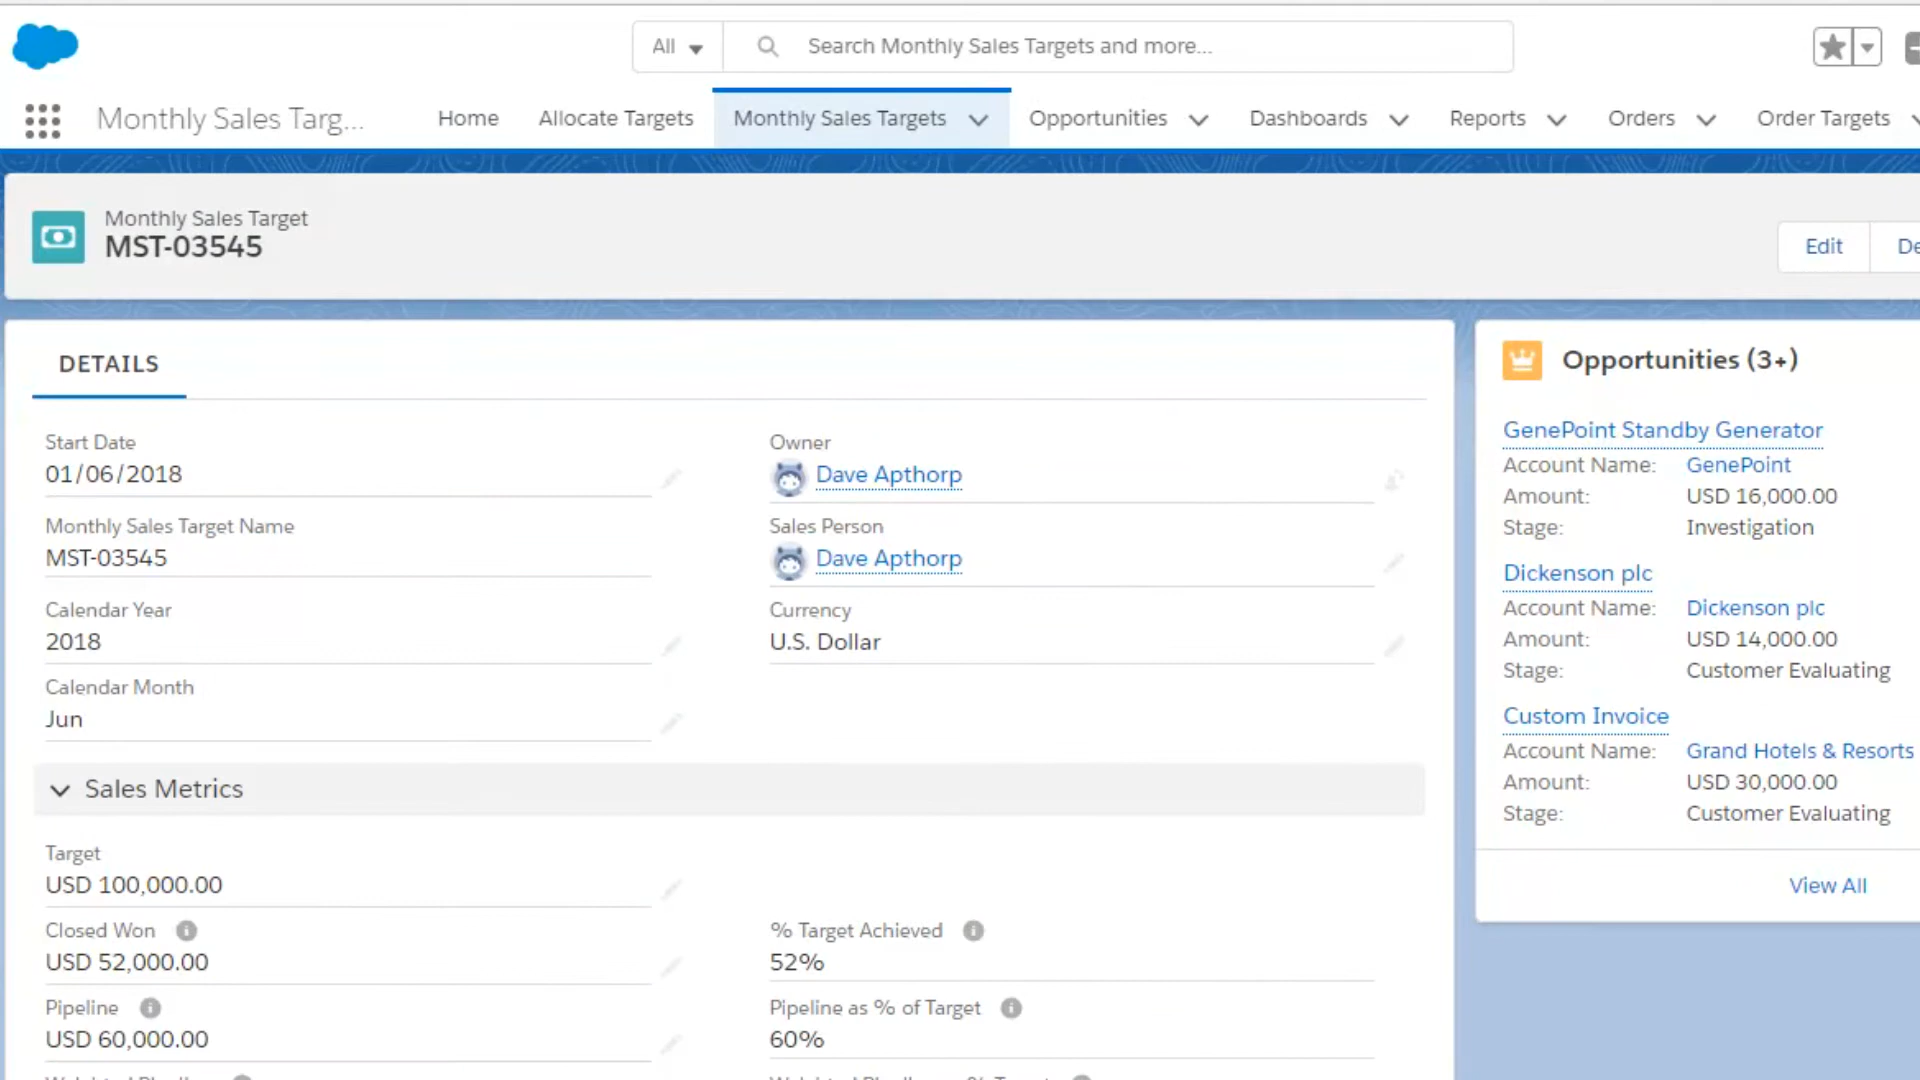 All
Search Monthly Sales Targets and more...
Monthly Sales Targ...
Home
Allocate Targets
Monthly Sales Targets
Opportunities
Dashboards
Reports
Orders
Order Targets
Monthly Sales Target
MST-03545
Edit
De
DETAILS
Start Date
01/06/2018
Owner
Dave Apthorp
Monthly Sales Target Name
MST-03545
Sales Person
Dave Apthorp
Calendar Year
2018
Currency
U.S. Dollar
Calendar Month
Jun
Sales Metrics
Target
USD 100,000.00
Closed Won
USD 52,000.00
% Target Achieved
52%
Pipeline
USD 60,000.00
Pipeline as % of Target
60%
Opportunities (3+)
GenePoint Standby Generator
Account Name: GenePoint
Amount: USD 16,000.00
Stage: Investigation
Dickenson plc
Account Name: Dickenson plc
Amount: USD 14,000.00
Stage: Customer Evaluating
Custom Invoice
Account Name: Grand Hotels & Resorts
Amount: USD 30,000.00
Stage: Customer Evaluating
View All